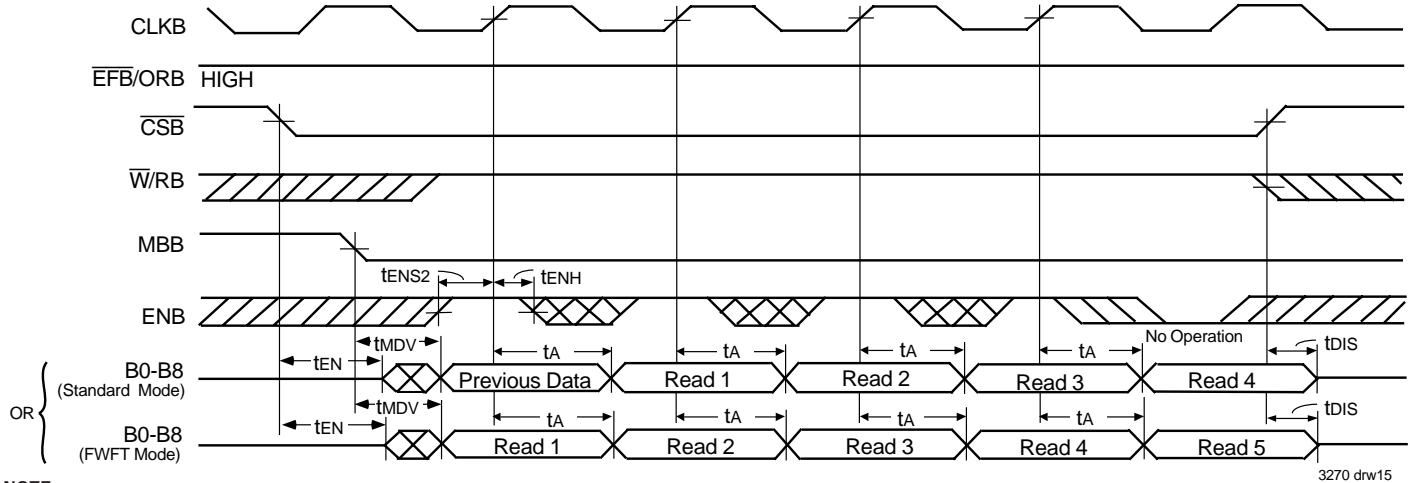 CLKB
EFB/ORB HIGH
CSB
W/RB
MBB
tENS2 tENH
ENB
No Operation
tMDV
tEN tA tA tA tA tDIS
B0-B8
(Standard Mode)
Previous Data Read 1 Read 2 Read 3 Read 4
OR
tMDV
tEN tA tA tA tA tDIS
B0-B8
(FWFT Mode)
Read 1 Read 2 Read 3 Read 4 Read 5
3270 drw15